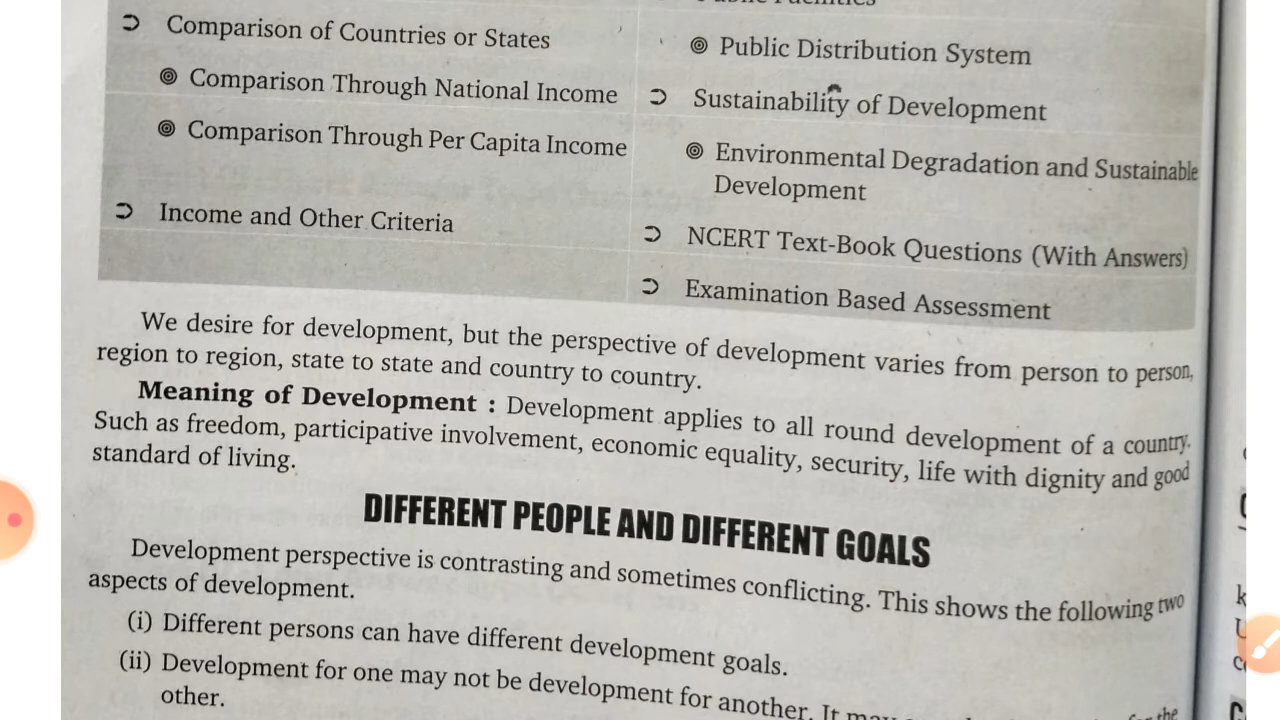 Comparison of Countries or States
Comparison Through National Income
Comparison Through Per Capita Income
Income and Other Criteria
Public Distribution System
Sustainability of Development
Environmental Degradation and Sustainable
Development
NCERT Text-Book Questions (With Answers)
Examination Based Assessment
We desire for development, but the perspective of development varies from person to person,
region to region, state to state and country to country.
Meaning of Development : Development applies to all round development of a country.
Such as freedom, participative involvement, economic equality, security, life with dignity and good
standard of living.
DIFFERENT PEOPLE AND DIFFERENT GOALS
Development perspective is contrasting and sometimes conflicting. This shows the following two
aspects of development.
(i) Different persons can have different development goals.
(ii) Development for one may not be development for another. It may
other.